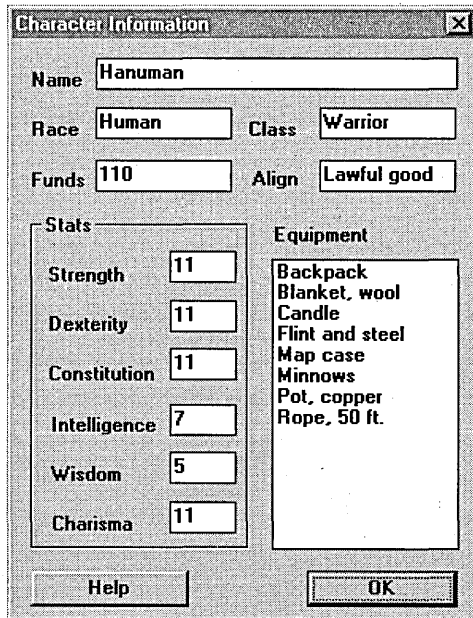 Character Information
Name Hanuman
Race Human Class Warrior
Funds 110 Align Lawful good
Stats
Strength 11
Dexterity 11
Constitution 11
Intelligence 7
Wisdom 5
Charisma 11
Equipment
Backpack
Blanket, wool
Candle
Flint and steel
Map case
Minnows
Pot, copper
Rope, 50 ft.
Help OK